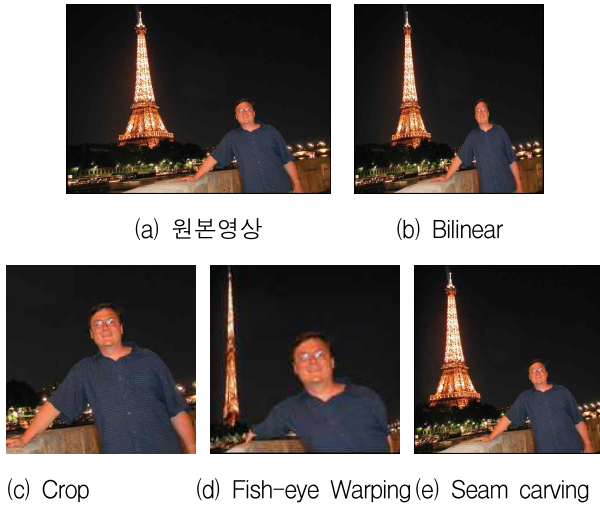 (a) 원본영상
(b) Bilinear
(c) Crop
(d) Fish-eye Warping
(e) Seam carving